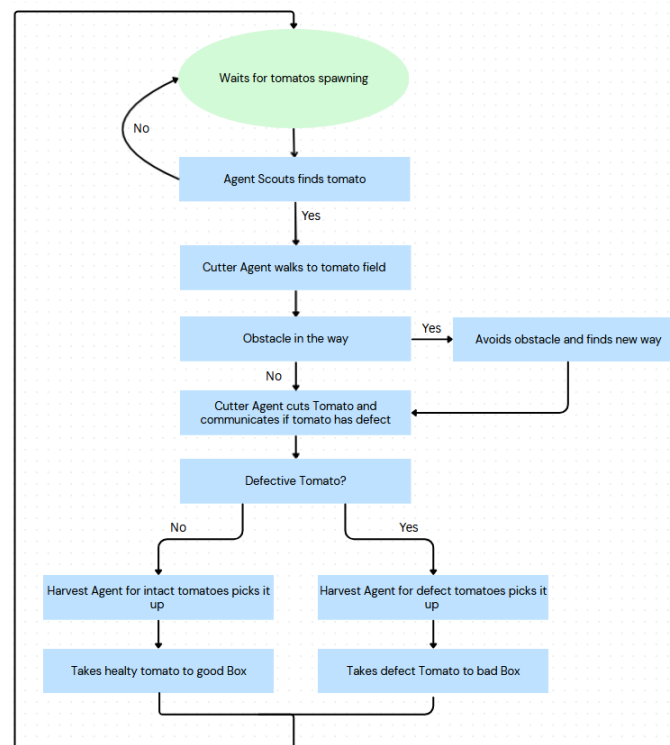 Waits for tomatos spawning
No
Agent Scouts finds tomato
Yes
Cutter Agent walks to tomato field
Obstacle in the way
Yes
Avoids obstacle and finds new way
No
Cutter Agent cuts Tomato and
communicates if tomato has defect
Defective Tomato?
No
Yes
Harvest Agent for intact tomatoes picks it
up
Harvest Agent for defect tomatoes picks it
up
Takes healty tomato to good Box
Takes defect Tomato to bad Box